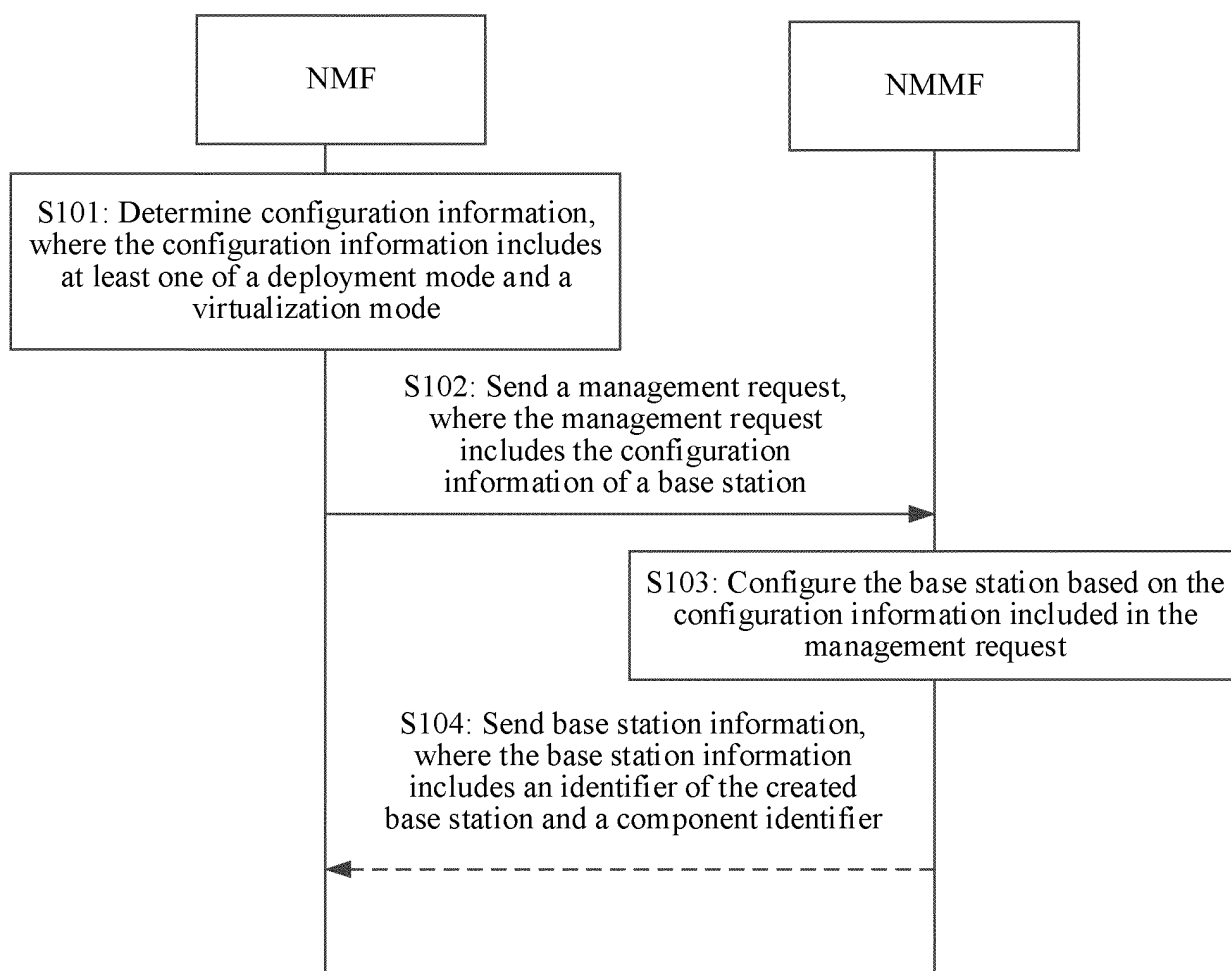 NMF
NMMF
S101: Determine configuration information,
where the configuration information includes
at least one of a deployment mode and a
virtualization mode
S102: Send a management request,
where the management request
includes the configuration
information of a base station
S103: Configure the base station based on the
configuration information included in the
management request
S104: Send base station information,
where the base station information
includes an identifier of the created
base station and a component identifier